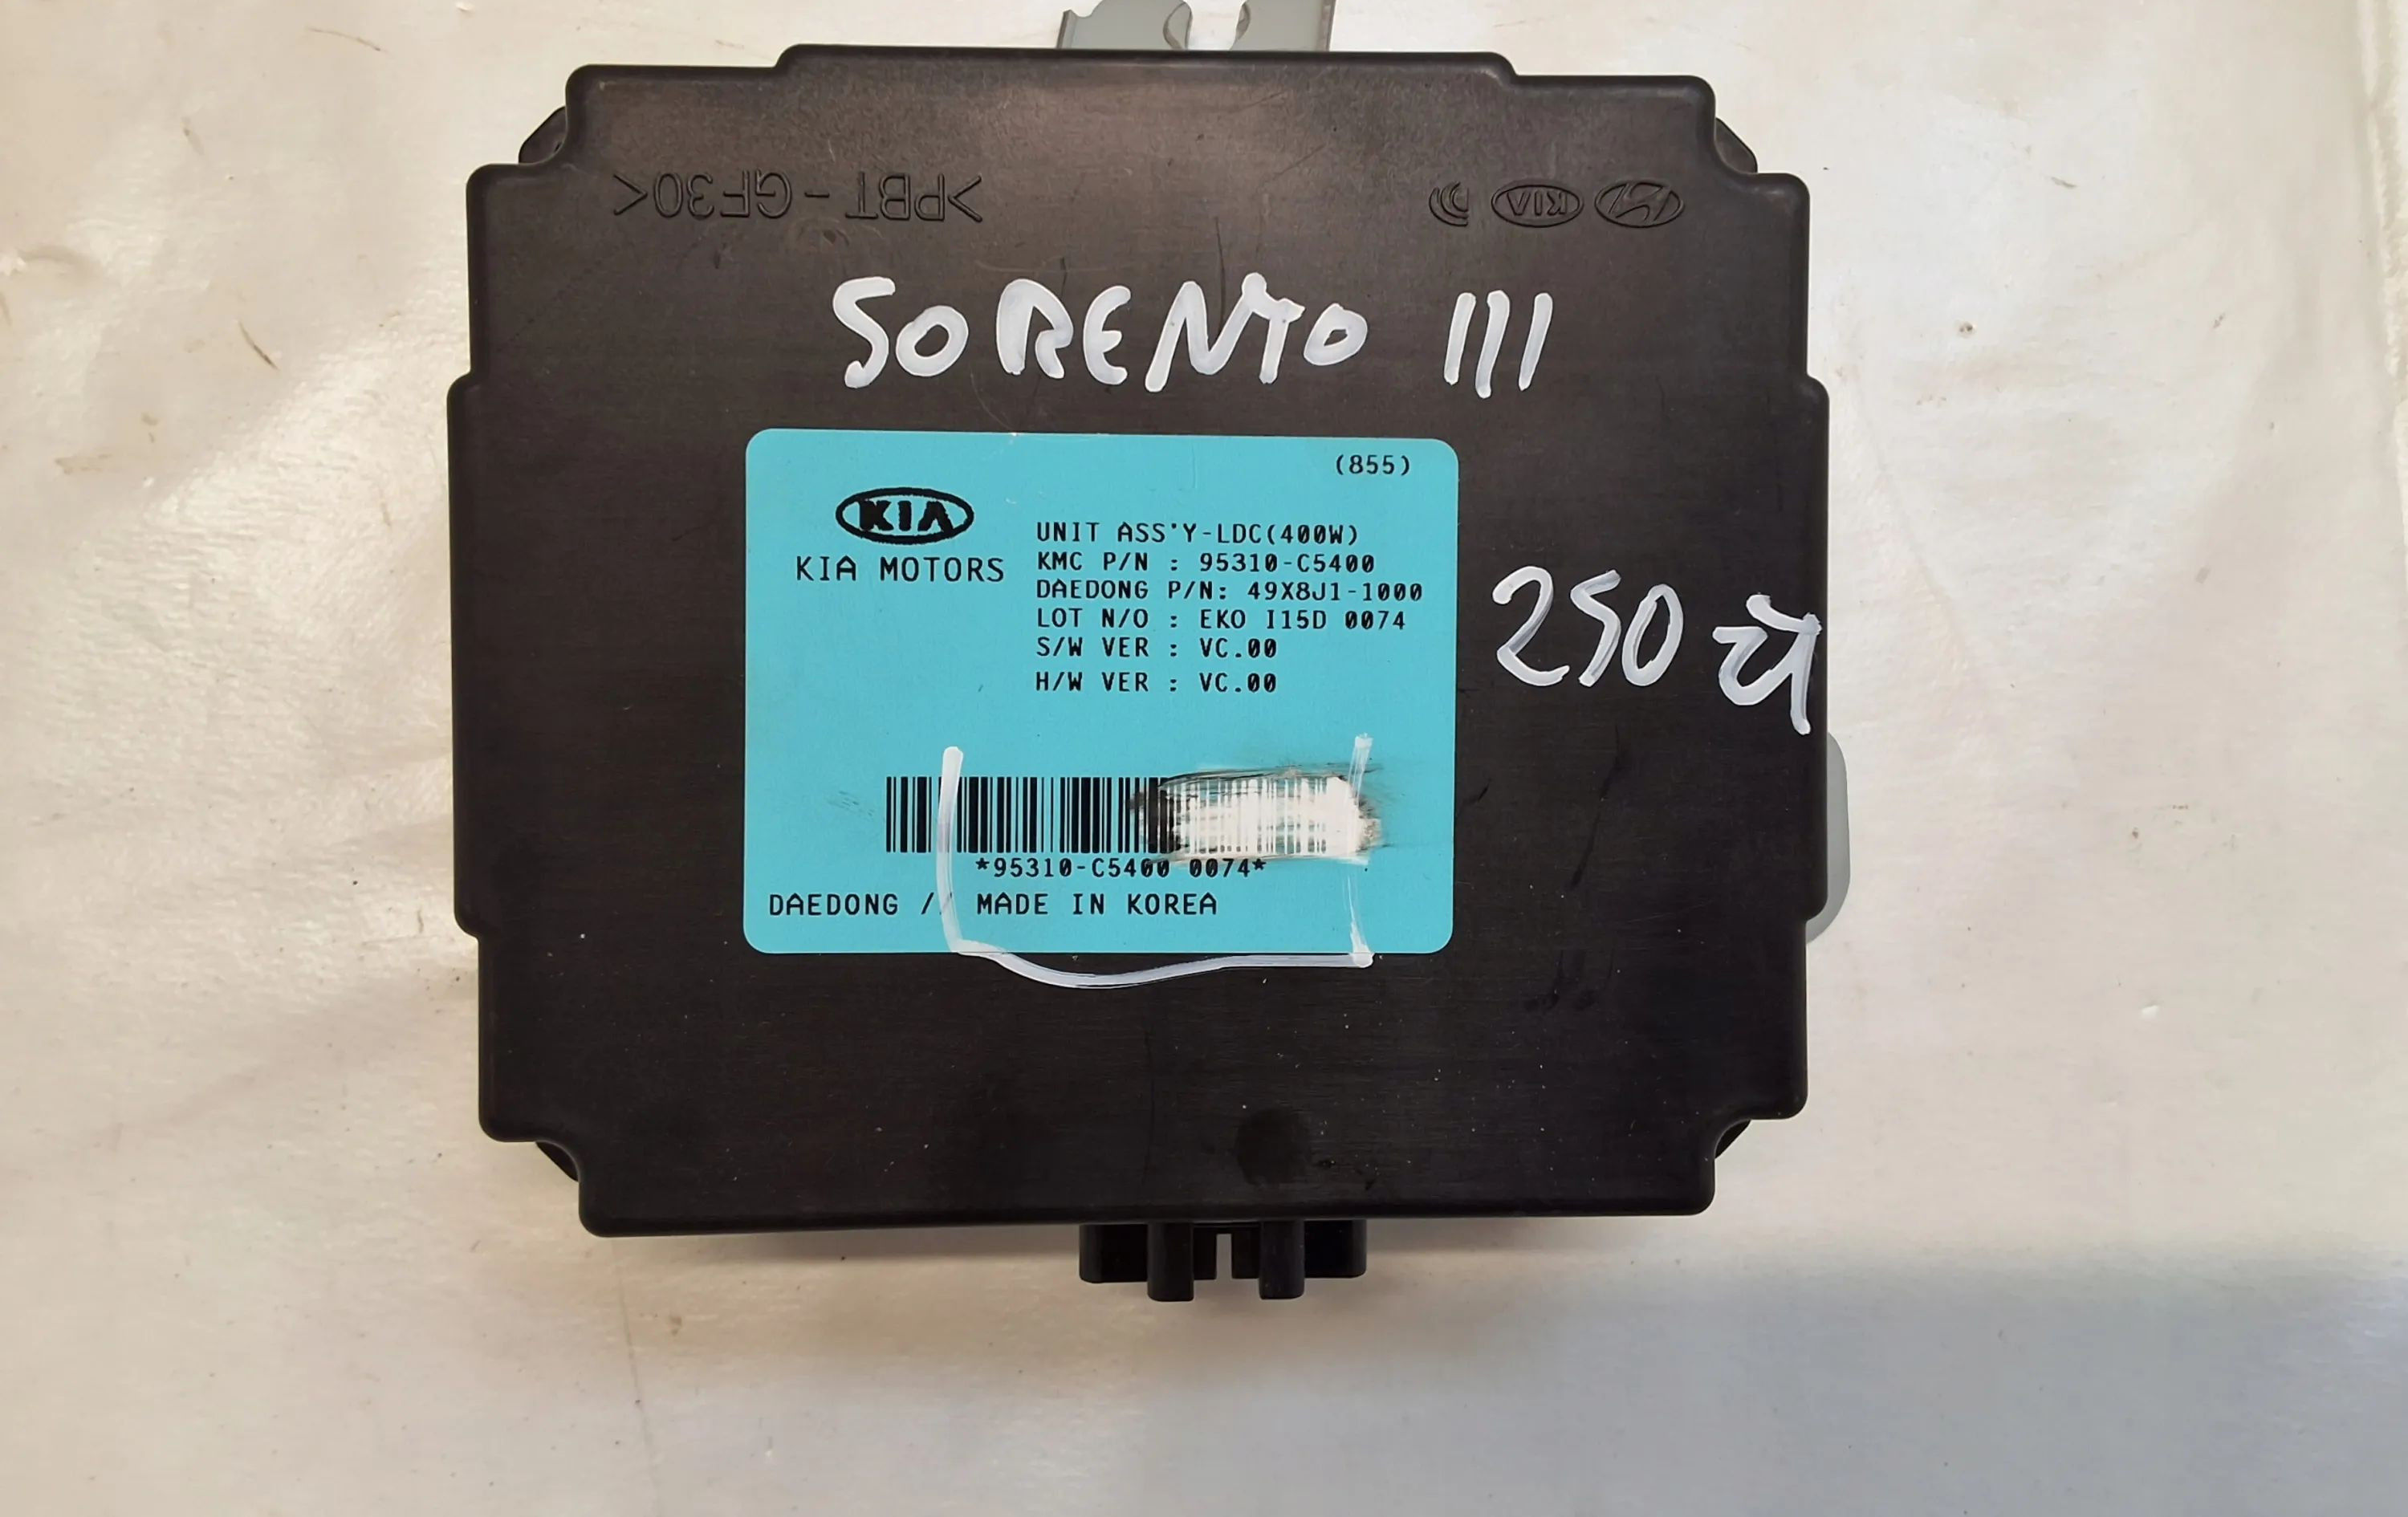 >PBT-GF30<
KIA
SORENTO III
(855)
KIA
KIA MOTORS
UNIT ASS'Y-LDC(400W)
KMC P/N : 95310-C5400
DAEDONG P/N: 49X8J1-1000
LOT N/O : EKO I15D 0074
S/W VER : VC.00
H/W VER : VC.00
250 zł
*95310-C5400 0074*
DAEDONG // MADE IN KOREA